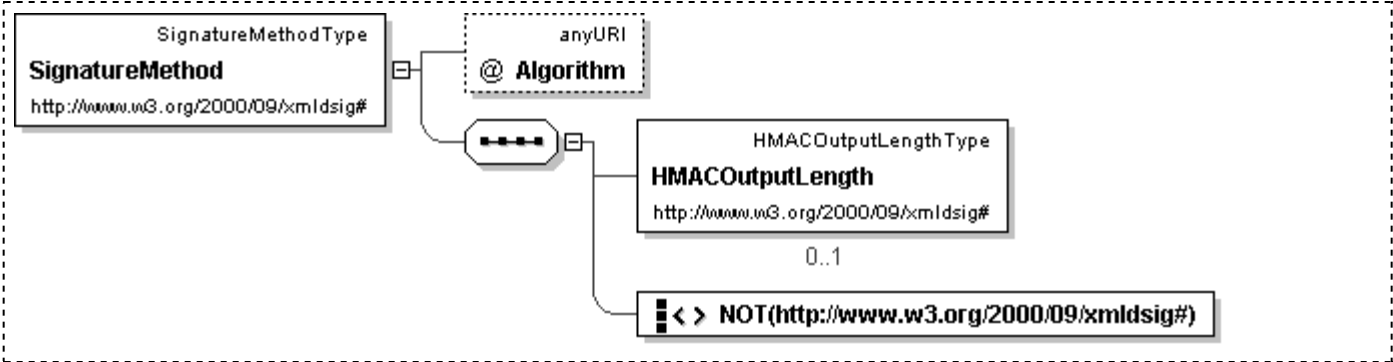 SignatureMethodType
SignatureMethod
http://www.w3.org/2000/09/xmldsig#
anyURI
@ Algorithm
HMACOutputLengthType
HMACOutputLength
http://www.w3.org/2000/09/xmldsig#
0..1
<> NOT(http://www.w3.org/2000/09/xmldsig#)